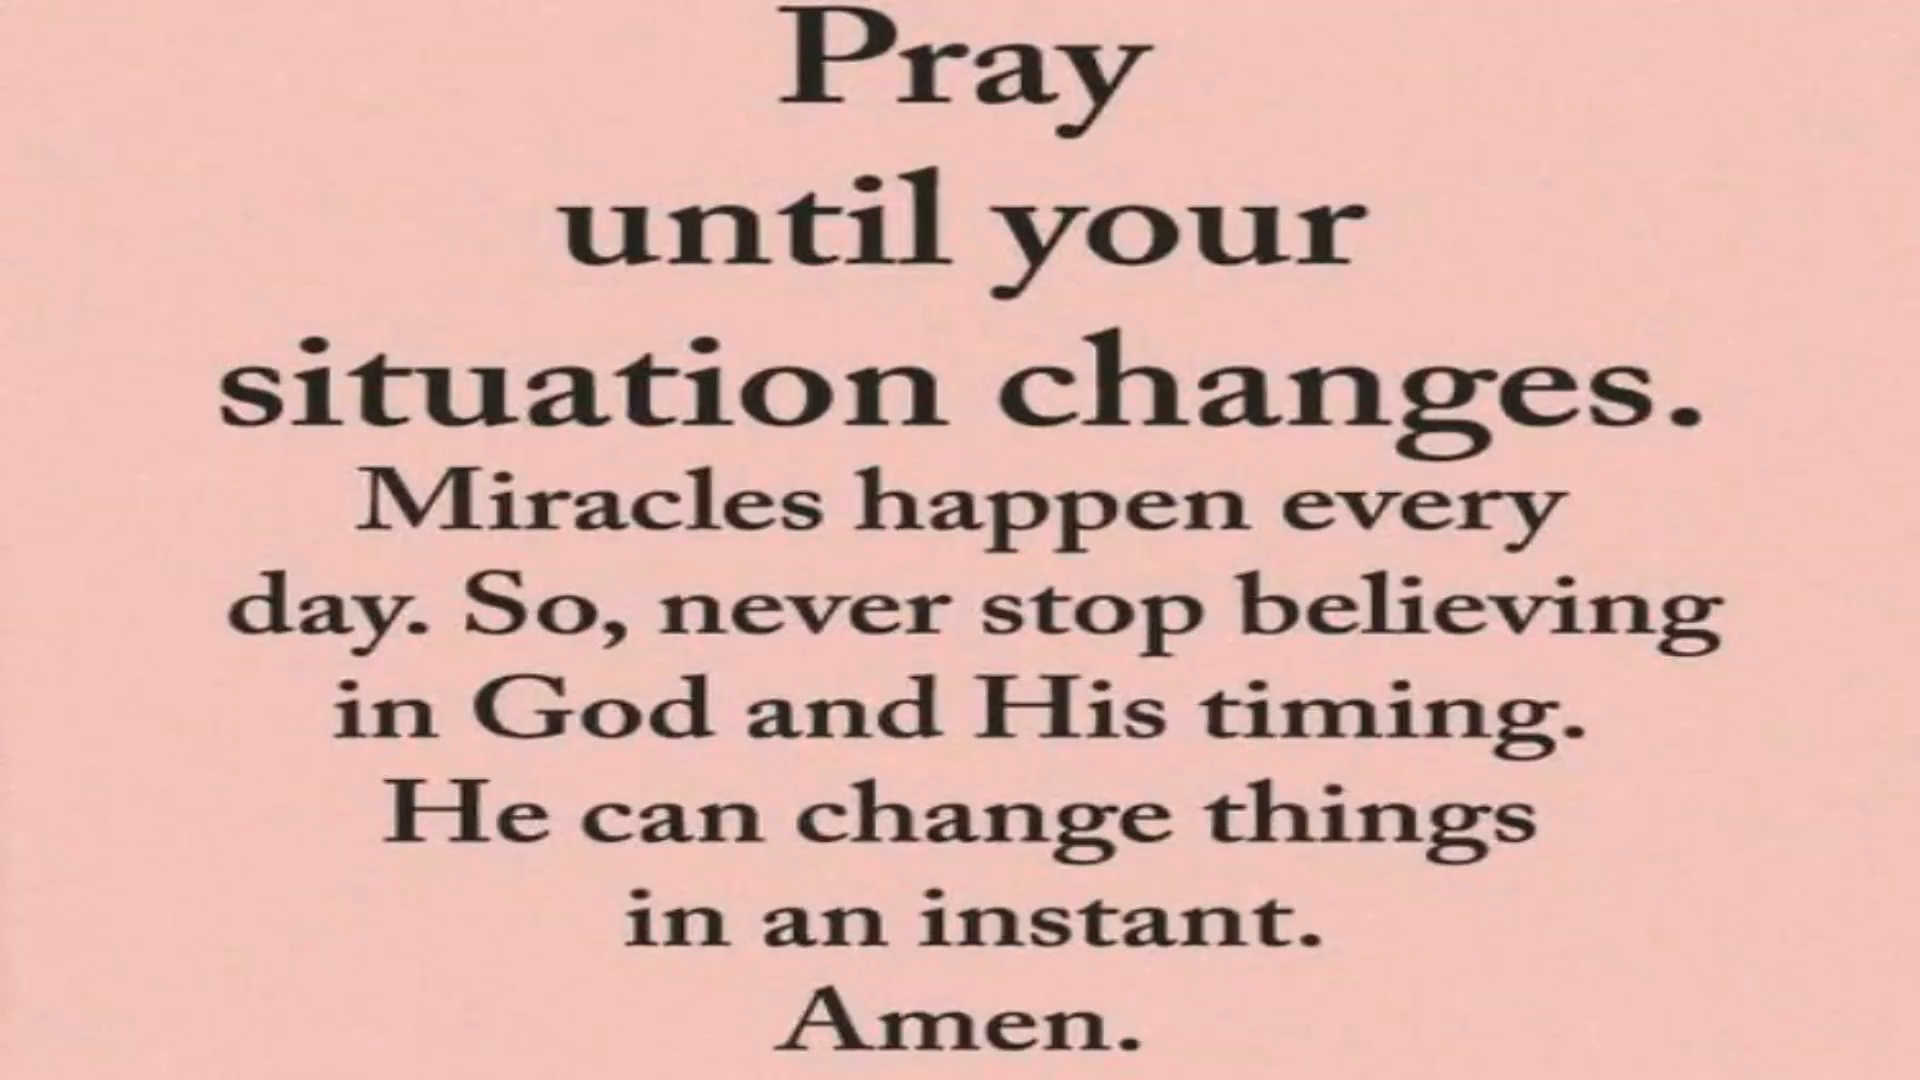 Pray
until your
situation changes.
Miracles happen every
day. So, never stop believing
in God and His timing.
He can change things
in an instant.
Amen.